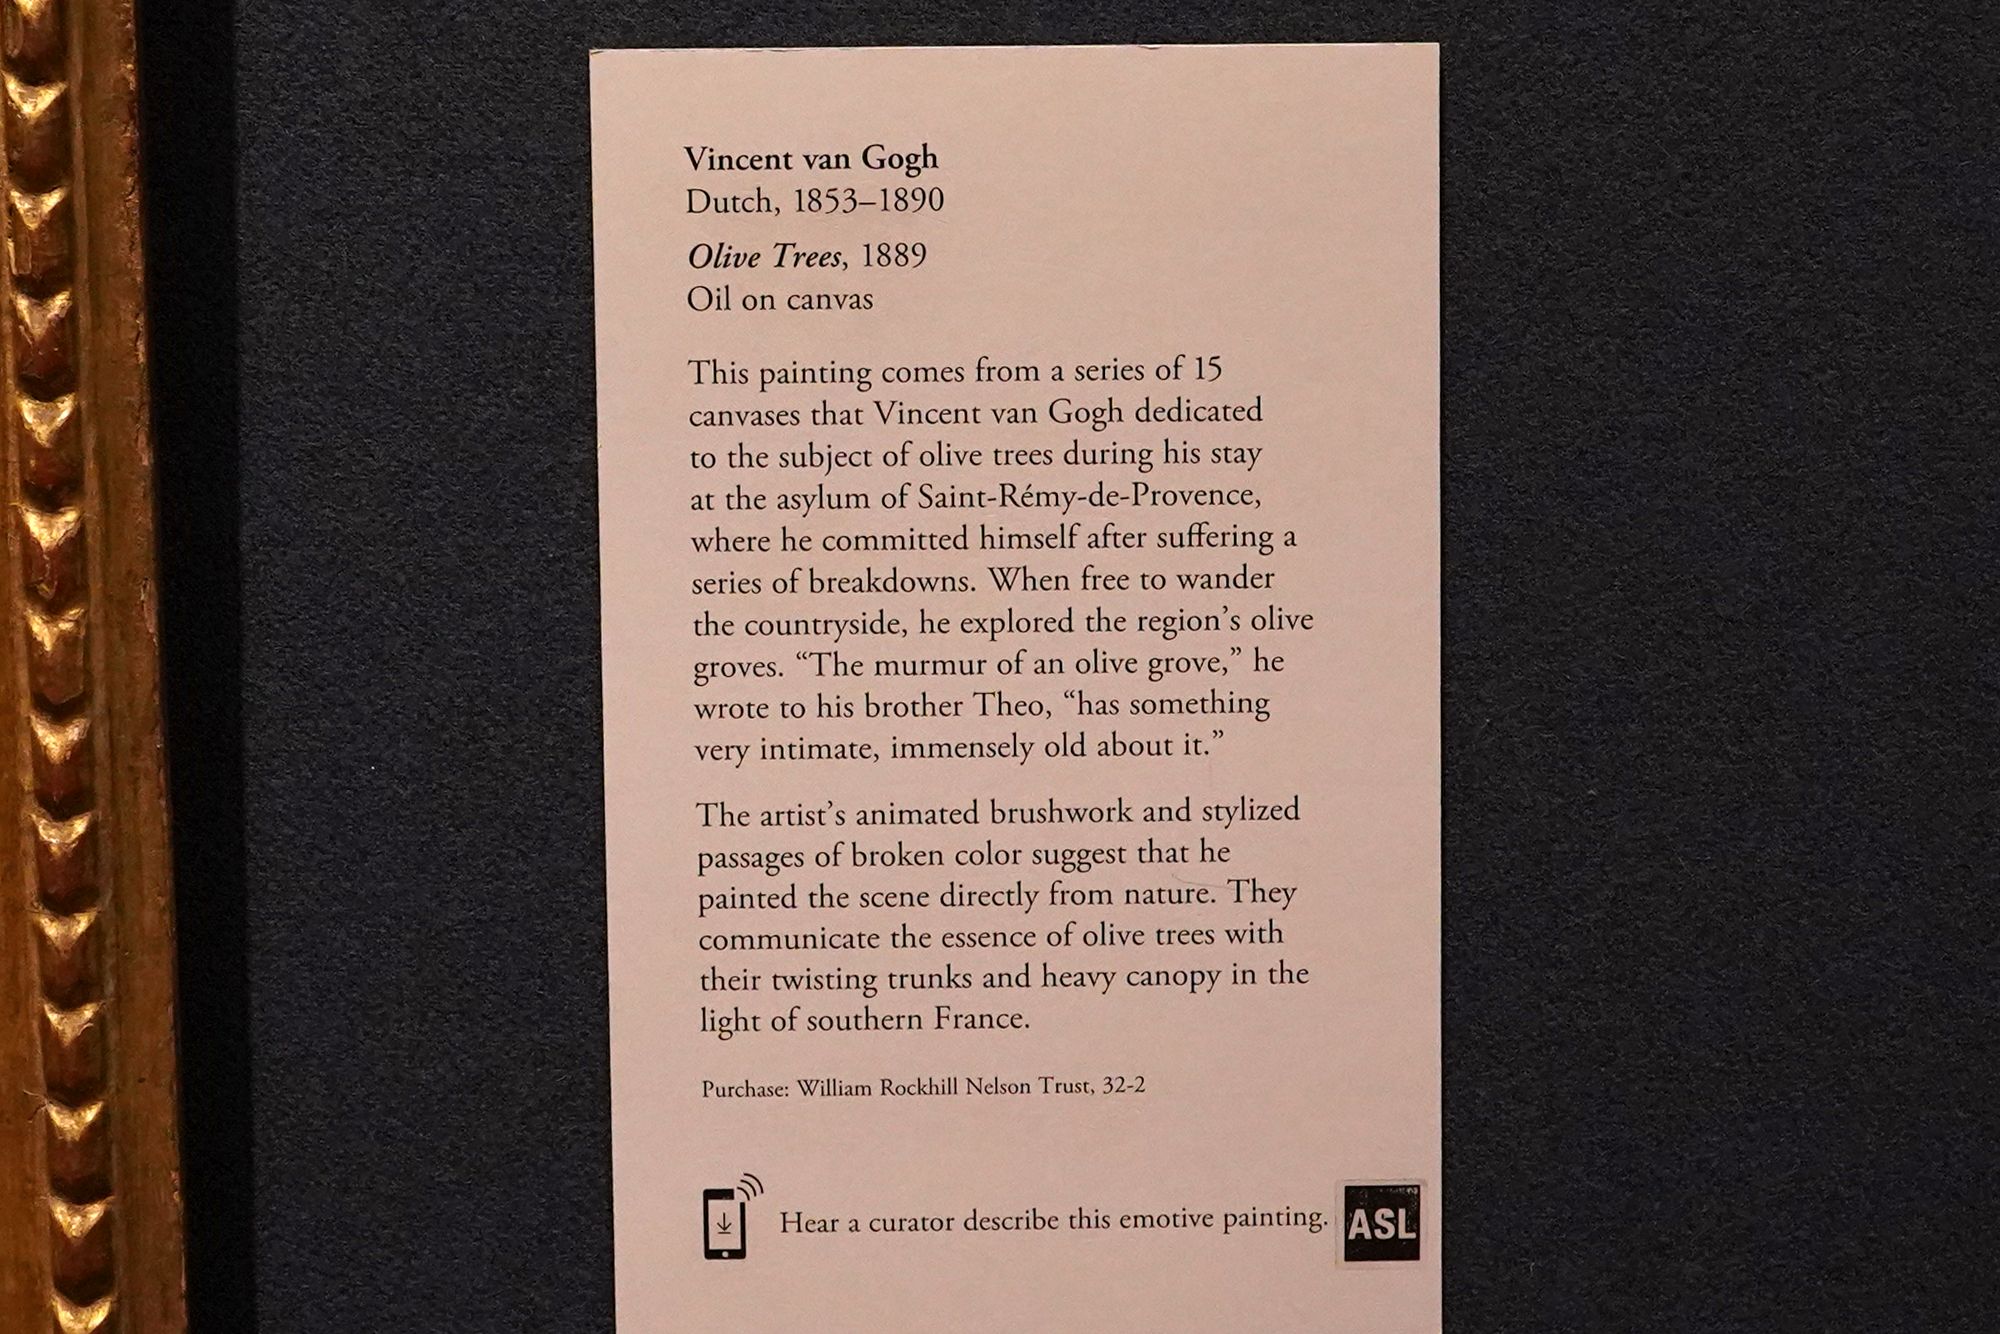 Vincent van Gogh
Dutch, 1853–1890
Olive Trees, 1889
Oil on canvas
This painting comes from a series of 15
canvases that Vincent van Gogh dedicated
to the subject of olive trees during his stay
at the asylum of Saint-Rémy-de-Provence,
where he committed himself after suffering a
series of breakdowns. When free to wander
the countryside, he explored the region’s olive
groves. “The murmur of an olive grove,” he
wrote to his brother Theo, “has something
very intimate, immensely old about it.”
The artist’s animated brushwork and stylized
passages of broken color suggest that he
painted the scene directly from nature. They
communicate the essence of olive trees with
their twisting trunks and heavy canopy in the
light of southern France.
Purchase: William Rockhill Nelson Trust, 32-2
Hear a curator describe this emotive painting. ASL